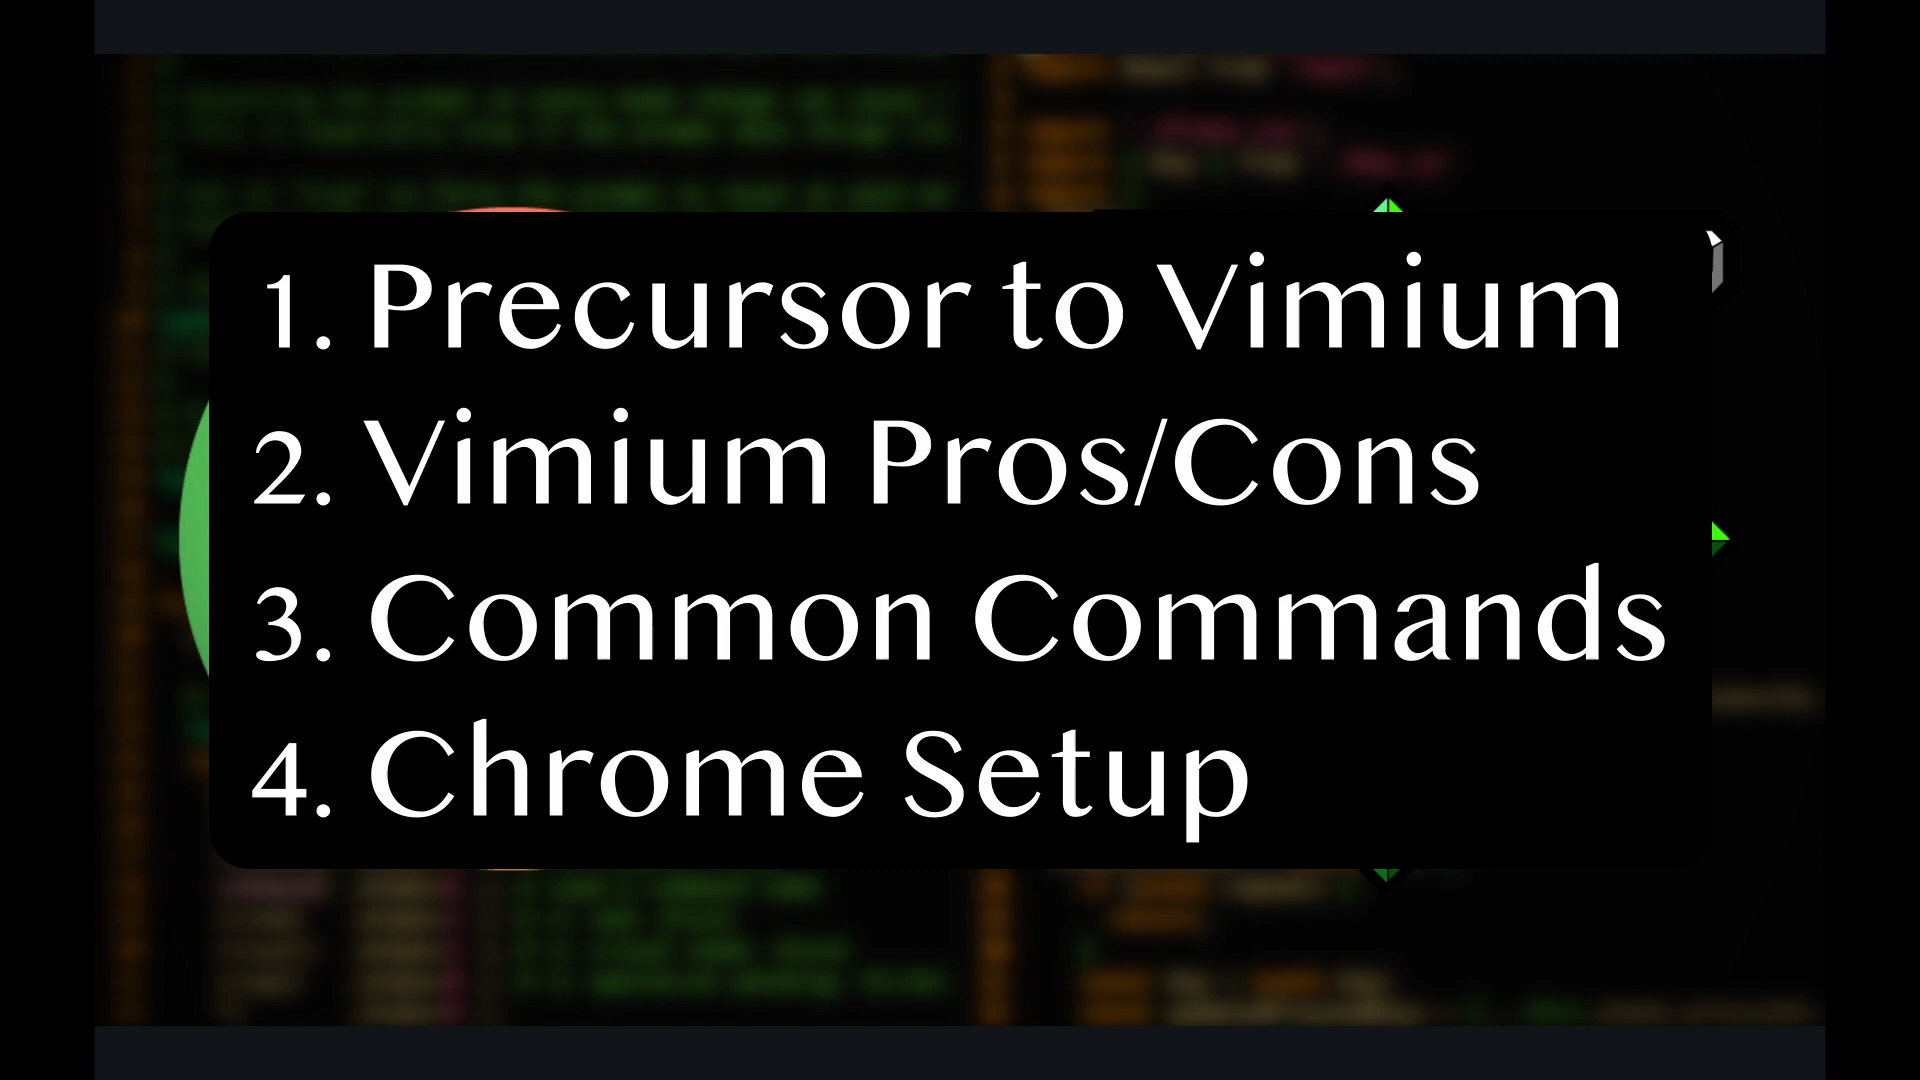 1. Precursor to Vimium
2. Vimium Pros/Cons
3. Common Commands
4. Chrome Setup